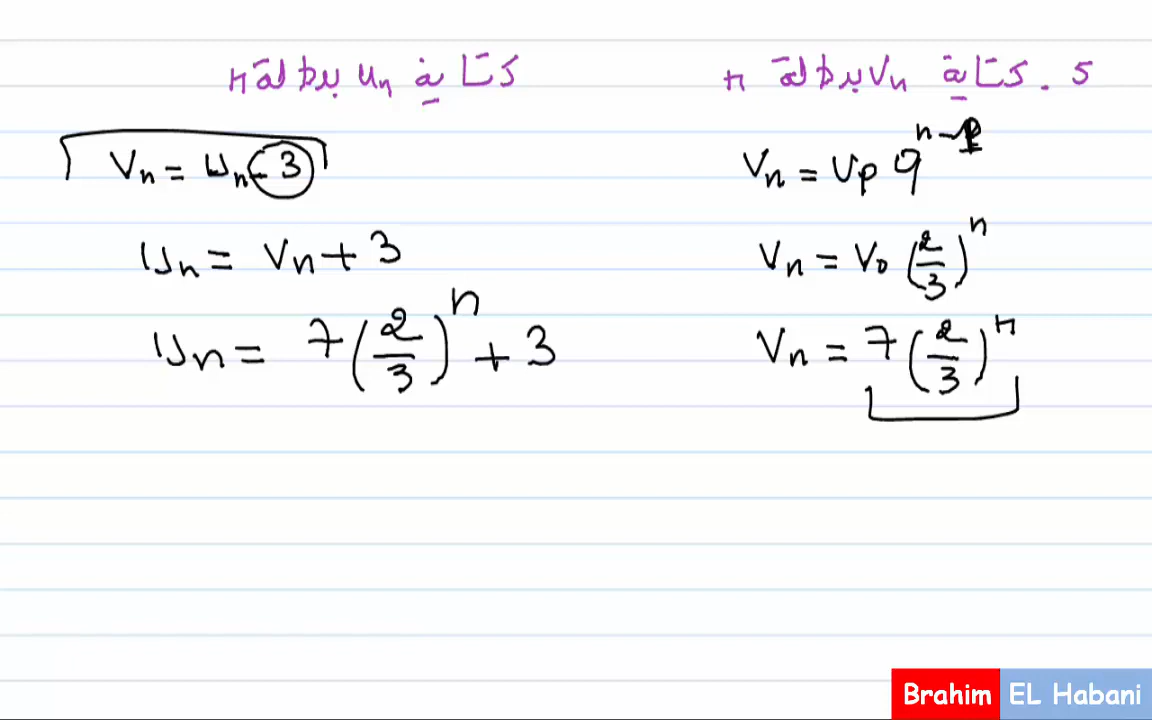 5. كتابة Vn بدلالة n
Vn = Vp q^(n-p)
Vn = V0 (2/3)^n
Vn = 7(2/3)^n
كتابة Un بدلالة n
Vn = Un - 3
Un = Vn + 3
Un = 7(2/3)^n + 3
Brahim EL Habani